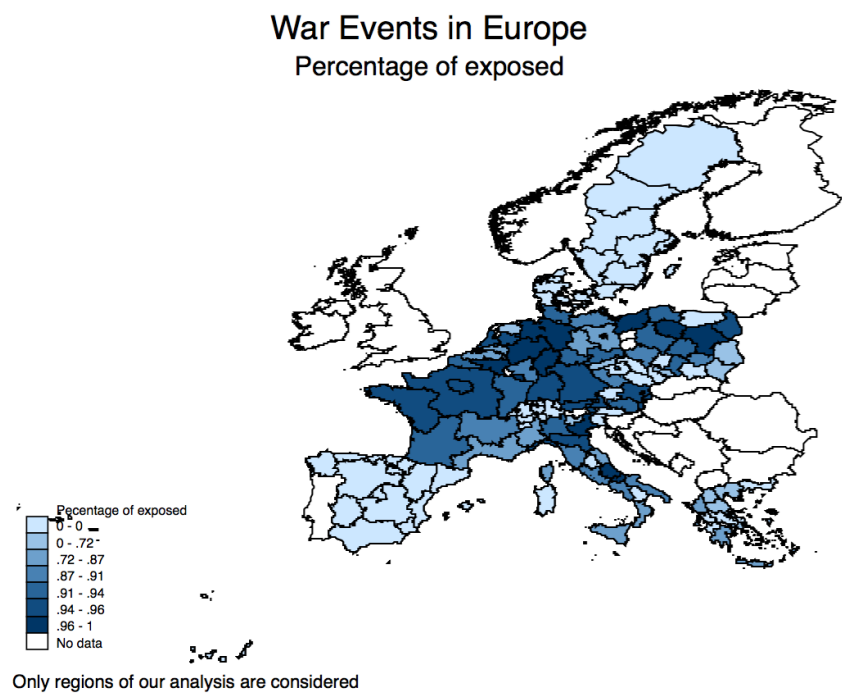 War Events in Europe
Percentage of exposed
Pecentage of exposed
0 - 0
0 - .72
.72 - .87
.87 - .91
.91 - .94
.94 - .96
.96 - 1
No data
Only regions of our analysis are considered